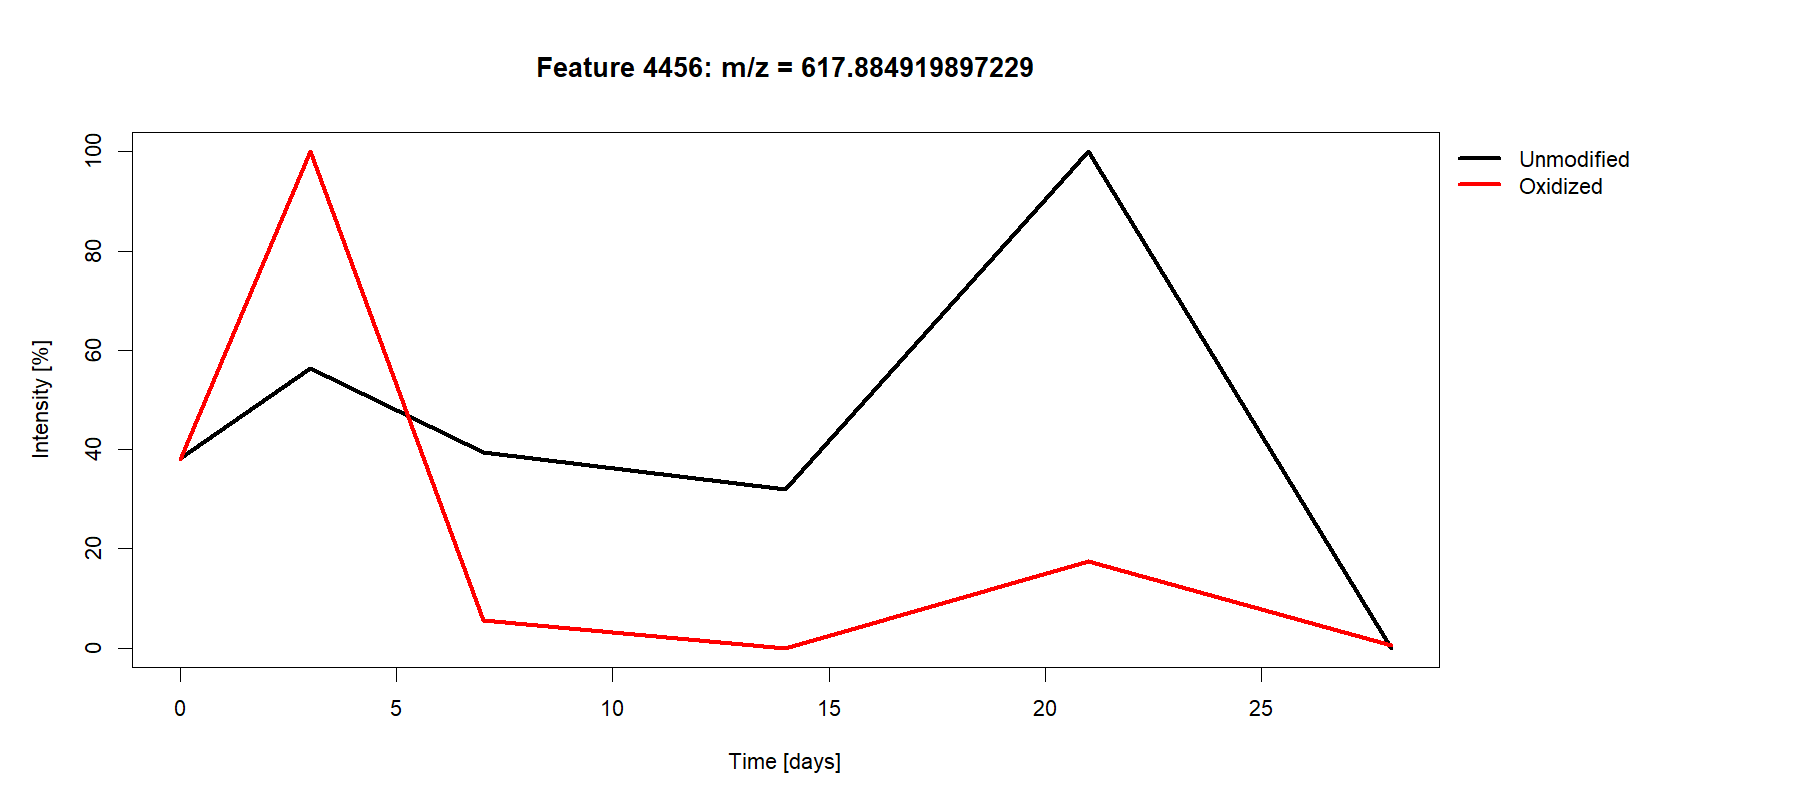 Feature 4456: m/z = 617.884919897229
Unmodified
Oxidized
Intensity [%]
100
80
60
40
20
0
0 5 10 15 20 25
Time [days]